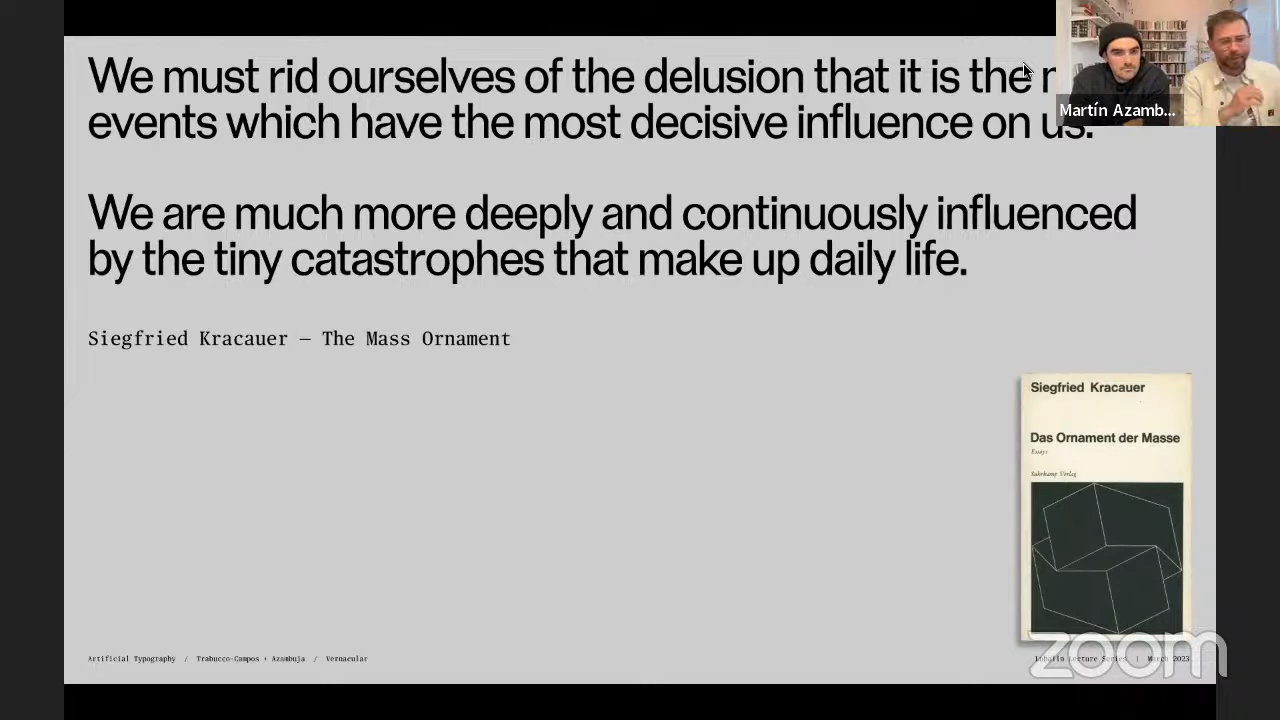 We must rid ourselves of the delusion that it is the
events which have the most decisive influence on us.
We are much more deeply and continuously influenced
by the tiny catastrophes that make up daily life.
Siegfried Kracauer — The Mass Ornament
Martín Azamb...
Siegfried Kracauer
Das Ornament der Masse
Essays
Suhrkamp Verlag
Artificial Typography / Trabucco-Campos + Azambuja / Vernacular
Lubalin Lecture Series | March 2023
zoom